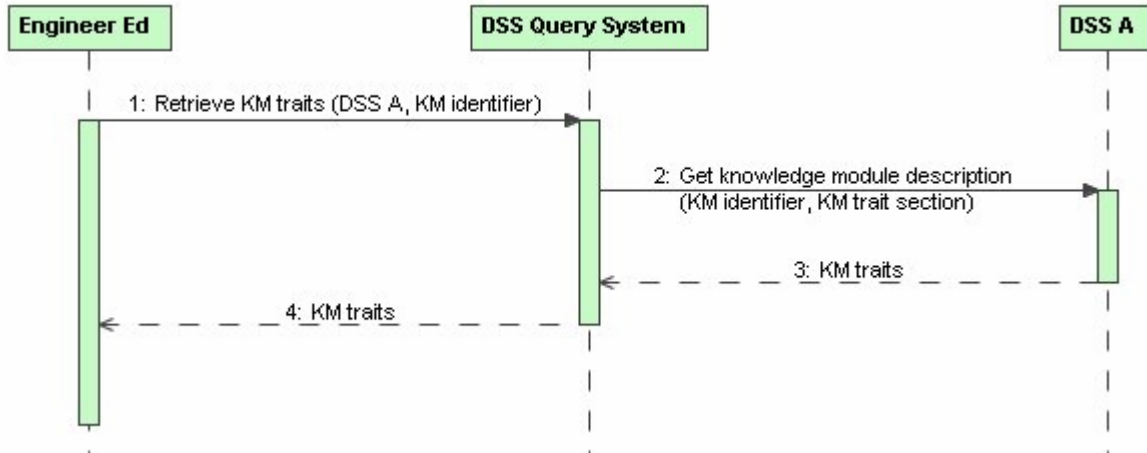 Engineer Ed
DSS Query System
DSS A
1: Retrieve KM traits (DSS A, KM identifier)
2: Get knowledge module description
(KM identifier, KM trait section)
3: KM traits
4: KM traits